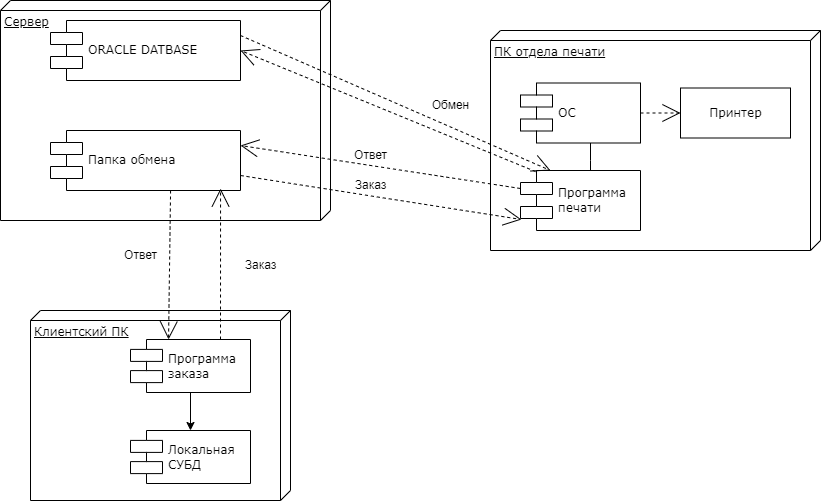 Сервер
ORACLE DATBASE
ПК отдела печати
ОС
Принтер
Обмен
Папка обмена
Ответ
Заказ
Программа
печати
Ответ
Заказ
Клиентский ПК
Программа
заказа
Локальная
СУБД